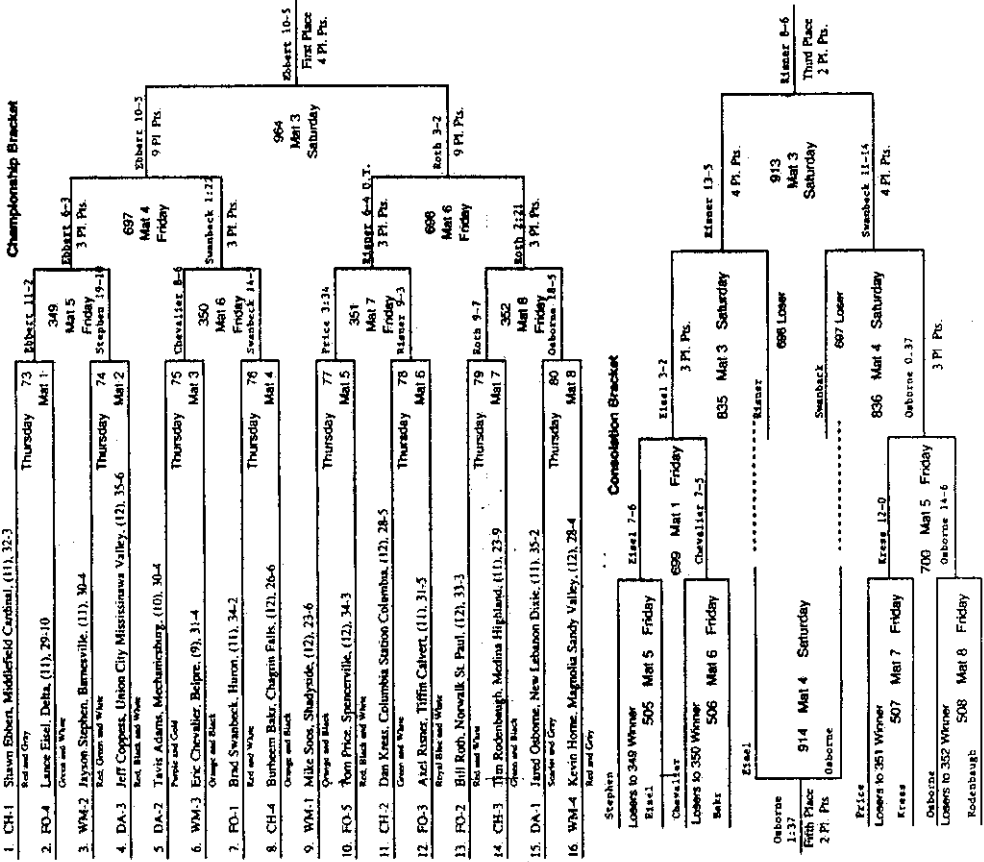 Championship Bracket
1. CH-1 Shawn Ebbert, Middlefield Cardinal, (11), 32-3
Red and Grey
Thursday 73
Mat 1
2. FO-4 Lance Eisel, Delta, (11), 29-10
Green and White
3. WM-2 Jayson Stephen, Barnesville, (11), 30-4
Red, Green and White
Thursday 74
Mat 2
4. DA-3 Jeff Coppess, Union City Mississinawa Valley, (12), 35-6
Red, Black and White
5 DA-2 Tavis Adams, Mechanicsburg, (10), 30-4
Purple and Gold
Thursday 75
Mat 3
6. WM-3 Eric Chevalier, Belpre, (9), 31-4
Orange and Black
7. FO-1 Brad Swanbeck, Huron, (11), 34-2
Red and White
Thursday 76
Mat 4
8. CH-4 Burhem Bakr, Chagrin Falls, (12), 26-6
Orange and Black
9. WM-1 Mike Soos, Shadyside, (12), 23-6
Orange and Black
Thursday 77
Mat 5
10. FO-5 Tom Price, Spencerville, (12), 34-3
Red, Black and White
11. CH-2 Dan Kreas, Columbia Station Columbia, (12), 28-5
Green and White
Thursday 78
Mat 6
12 FO-3 Axel Risner, Tiffin Calvert, (11), 31-5
Royal Blue and White
13 FO-2 Bill Roth, Norwalk St. Paul, (12), 33-3
Red and White
Thursday 79
Mat 7
14. CH-3 Tim Rodenbaugh, Medina Highland, (11), 23-9
Green and Black
15. DA-1 Jared Osborne, New Lebanon Dixie, (11), 35-2
Scarlet and Grey
Thursday 80
Mat 8
16 WM-4 Kevin Horne, Magnolia Sandy Valley, (12), 28-4
Red and Grey
Ebbert 11-2
349
Mat 5
Friday
Stephen
Chevalier 8-6
350
Mat 6
Friday
Swanbeck
Price 3:34
351
Mat 7
Friday
Risner 9-3
Roth 9-7
352
Mat 8
Friday
Osborne 18-5
Ebbert 6-3
3 Pl. Pts.
697
Mat 4
Friday
Swanbeck 1:22
3 Pl. Pts.
Risner 6-4 O.T.
3 Pl. Pts.
698
Mat 6
Friday
Roth 2:21
3 Pl. Pts.
Ebbert 10-5
9 Pl Pts.
964
Mat 3
Saturday
Roth 3-2
9 Pl. Pts.
Ebbert 10-5
First Place
4 Pl. Pts.
Consolation Bracket
Stephen
Losers to 349 Winner
Eisel
505 Mat 5 Friday
Chevalier
Losers to 350 Winner
Bakr
506 Mat 6 Friday
Eisel 7-6
699 Mat 1 Friday
Chevalier 7-5
Eisel 3-2
3 Pl. Pts.
835 Mat 3 Saturday
Risner
698 Loser
Risner 13-5
4 Pl. Pts.
913
Mat 3
Saturday
Swanbeck 11-14
4 Pl. Pts.
Risner 8-6
Third Place
2 Pl. Pts.
Swanback
697 Loser
836 Mat 4 Saturday
Osborne 0.37
3 Pl Pts.
Eisel
914 Mat 4 Saturday
Osborne
Osborne
1:37
Fifth Place
2 Pl. Pts
Price
Losers to 351 Winner
Kress
507 Mat 7 Friday
Osborne
Losers to 352 Winner
Rodenbaugh
508 Mat 8 Friday
Kress 12-0
700 Mat 5 Friday
Osborne 14-6